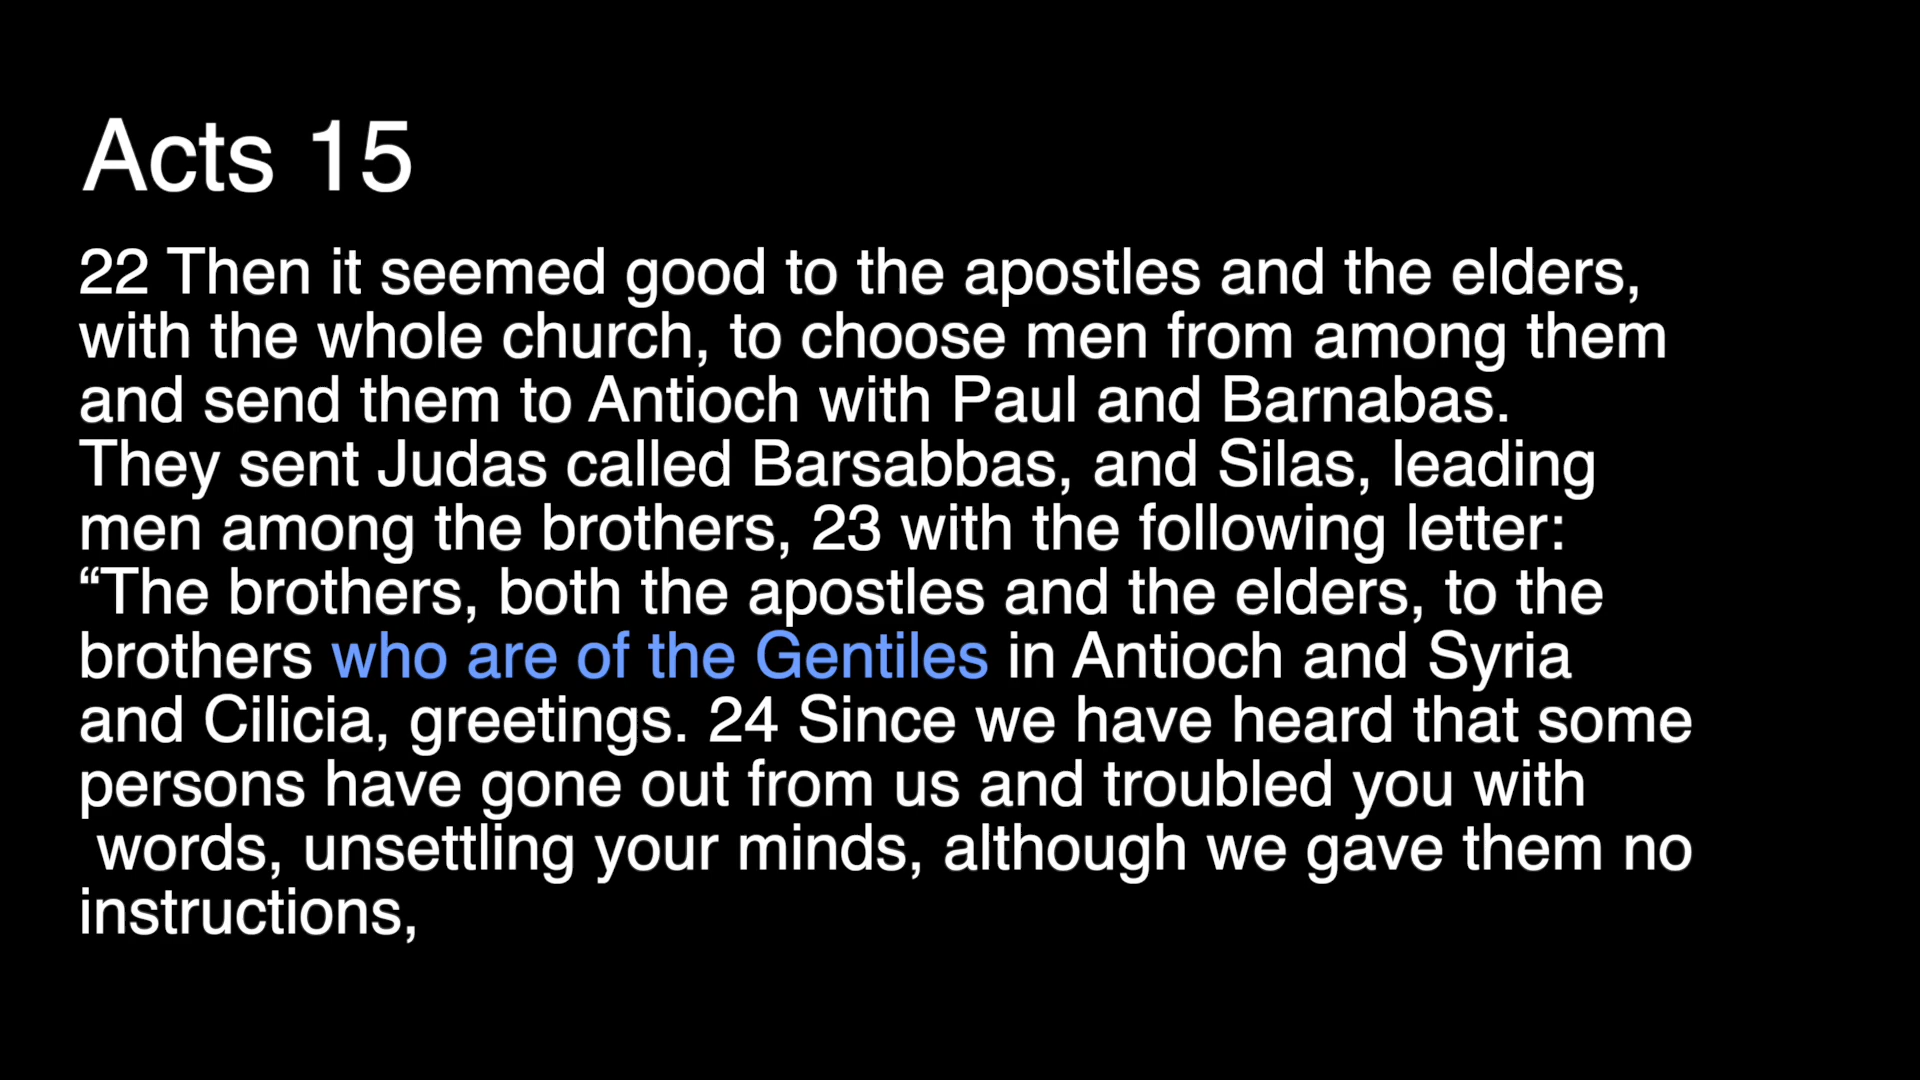 Acts 15
22 Then it seemed good to the apostles and the elders,
with the whole church, to choose men from among them
and send them to Antioch with Paul and Barnabas.
They sent Judas called Barsabbas, and Silas, leading
men among the brothers, 23 with the following letter:
“The brothers, both the apostles and the elders, to the
brothers who are of the Gentiles in Antioch and Syria
and Cilicia, greetings. 24 Since we have heard that some
persons have gone out from us and troubled you with
words, unsettling your minds, although we gave them no
instructions,